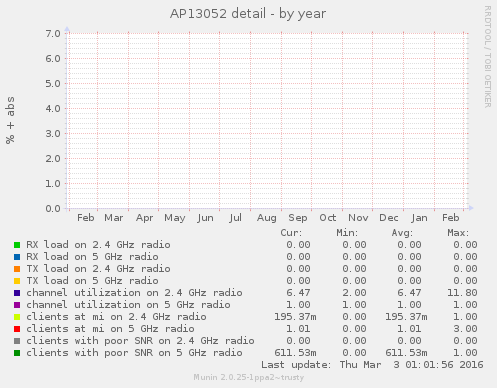 AP13052 detail - by year
RRDTOOL / TOBI OETIKER
% + abs
7.0
6.0
5.0
4.0
3.0
2.0
1.0
0.0
Feb Mar Apr May Jun Jul Aug Sep Oct Nov Dec Jan Feb
Cur: Min: Avg: Max:
RX load on 2.4 GHz radio 0.00 0.00 0.00 0.00
RX load on 5 GHz radio 0.00 0.00 0.00 0.00
TX load on 2.4 GHz radio 0.00 0.00 0.00 0.00
TX load on 5 GHz radio 0.00 0.00 0.00 0.00
channel utilization on 2.4 GHz radio 6.47 2.00 6.47 11.80
channel utilization on 5 GHz radio 1.00 1.00 1.00 1.00
clients at mi on 2.4 GHz radio 195.37m 0.00 195.37m 1.00
clients at mi on 5 GHz radio 1.01 0.00 1.01 3.00
clients with poor SNR on 2.4 GHz radio 0.00 0.00 0.00 0.00
clients with poor SNR on 5 GHz radio 611.53m 0.00 611.53m 1.00
Last update: Thu Mar 3 01:01:56 2016
Munin 2.0.25-1ppa2~trusty